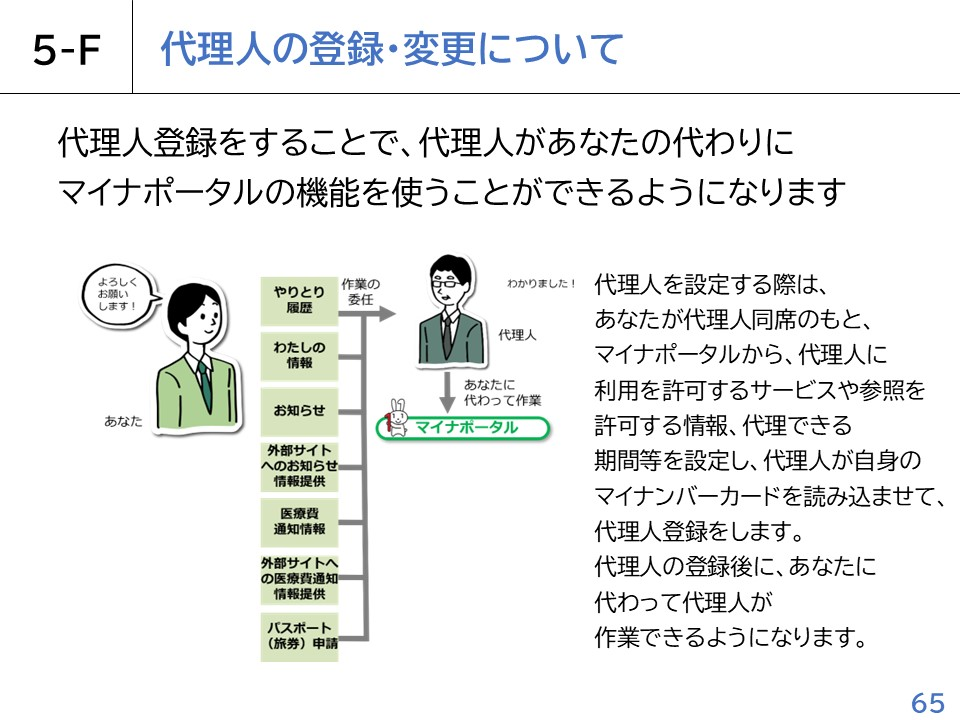 5-F
代理人の登録・変更について
代理人登録をすることで、代理人があなたの代わりに
マイナポータルの機能を使うことができるようになります
よろしく
お願い
します！
あなた
やりとり
履歴
わたしの
情報
お知らせ
外部サイト
へのお知らせ
情報提供
医療費
通知情報
外部サイトへ
の医療費通知
情報提供
パスポート
（旅券）申請
作業の
委任
わかりました！
代理人
あなたに
代わって作業
マイナポータル
代理人を設定する際は、
あなたが代理人同席のもと、
マイナポータルから、代理人に
利用を許可するサービスや参照を
許可する情報、代理できる
期間等を設定し、代理人が自身の
マイナンバーカードを読み込ませて、
代理人登録をします。
代理人の登録後に、あなたに
代わって代理人が
作業できるようになります。
65